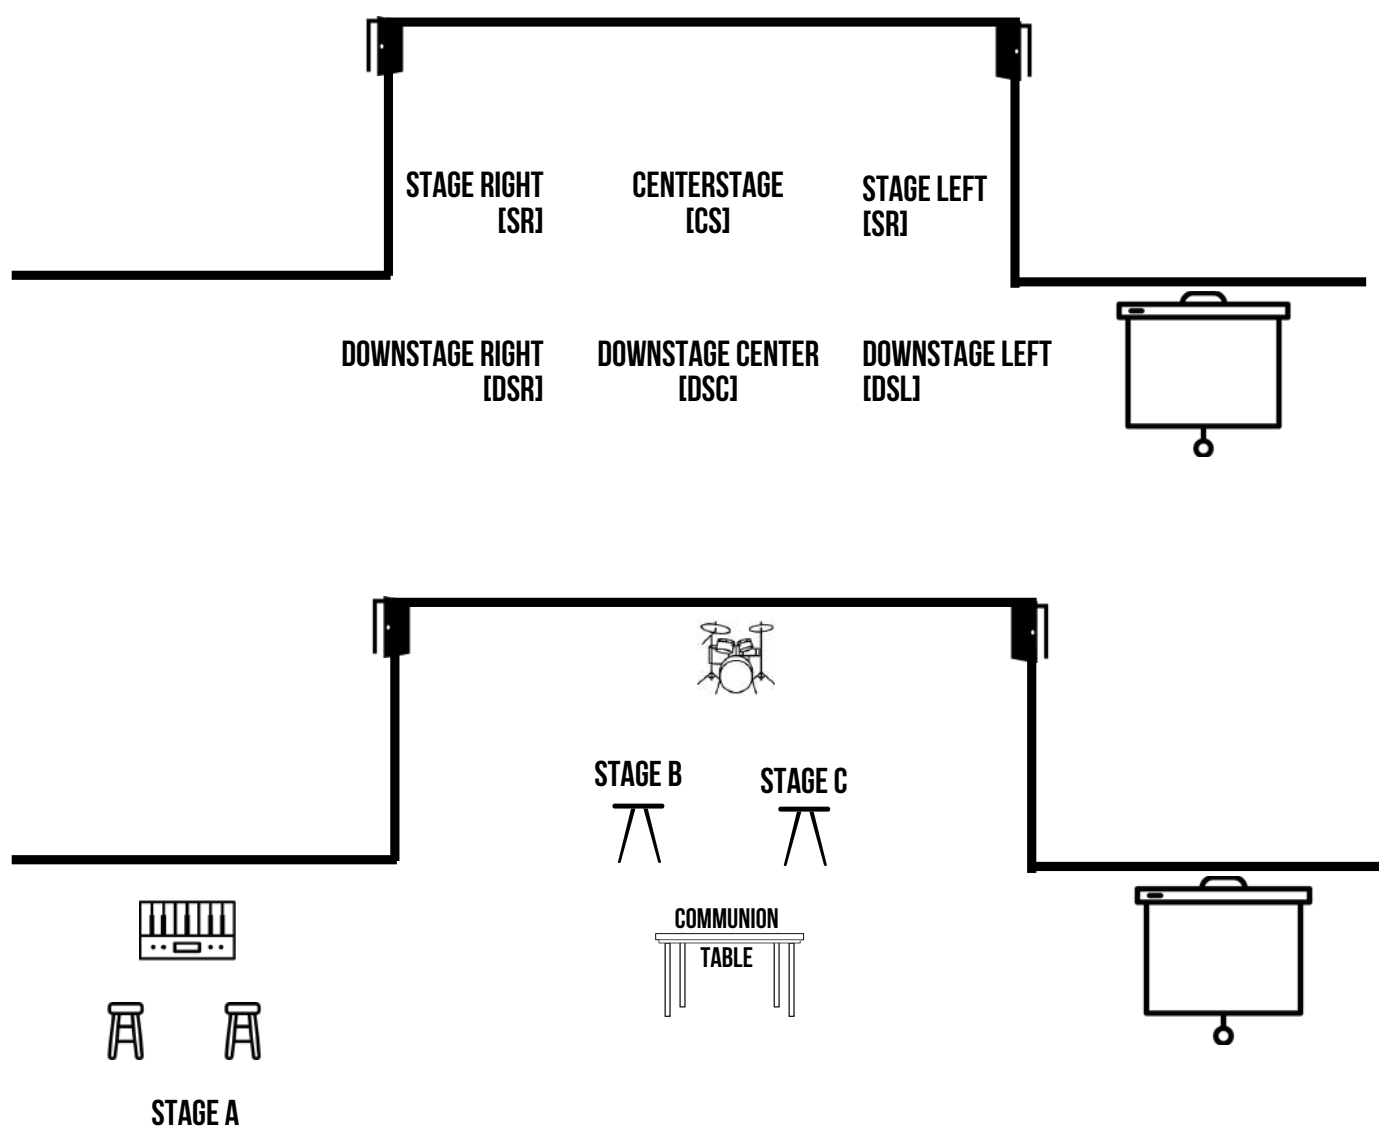 STAGE RIGHT
[SR]
CENTERSTAGE
[CS]
STAGE LEFT
[SR]
DOWNSTAGE RIGHT
[DSR]
DOWNSTAGE CENTER
[DSC]
DOWNSTAGE LEFT
[DSL]
STAGE B
STAGE C
COMMUNION
TABLE
STAGE A